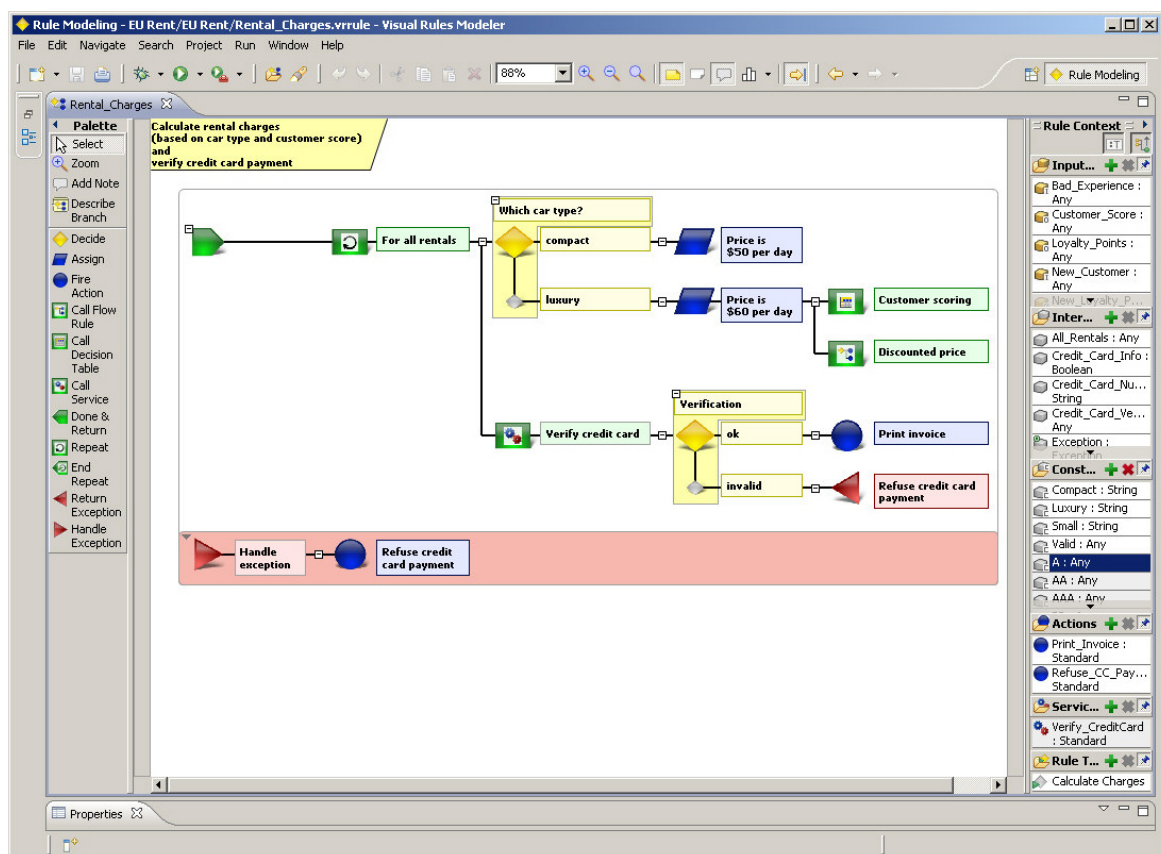 Rule Modeling - EU Rent/EU Rent/Rental_Charges.vrrule - Visual Rules Modeler
File Edit Navigate Search Project Run Window Help
88%
Rule Modeling
Rental_Charges
Palette
Select
Zoom
Add Note
Describe
Branch
Decide
Assign
Fire
Action
Call Flow
Rule
Call
Decision
Table
Call
Service
Done &
Return
Repeat
End
Repeat
Return
Exception
Handle
Exception
Calculate rental charges
(based on car type and customer score)
and
verify credit card payment
For all rentals
Which car type?
compact
Price is
$50 per day
luxury
Price is
$60 per day
Customer scoring
Discounted price
Verify credit card
Verification
ok
Print invoice
invalid
Refuse credit card
payment
Handle
exception
Refuse credit
card payment
Rule Context
Input...
Bad_Experience :
Any
Customer_Score :
Any
Loyalty_Points :
Any
New_Customer :
Any
Inter...
All_Rentals : Any
Credit_Card_Info :
Boolean
Credit_Card_Nu...
String
Credit_Card_Ve...
Any
Exception :
Exception
Const...
Compact : String
Luxury : String
Small : String
Valid : Any
A : Any
AA : Any
AAA : Any
Actions
Print_Invoice :
Standard
Refuse_CC_Pay...
Standard
Servic...
Verify_CreditCard
: Standard
Rule T...
Calculate Charges
Properties